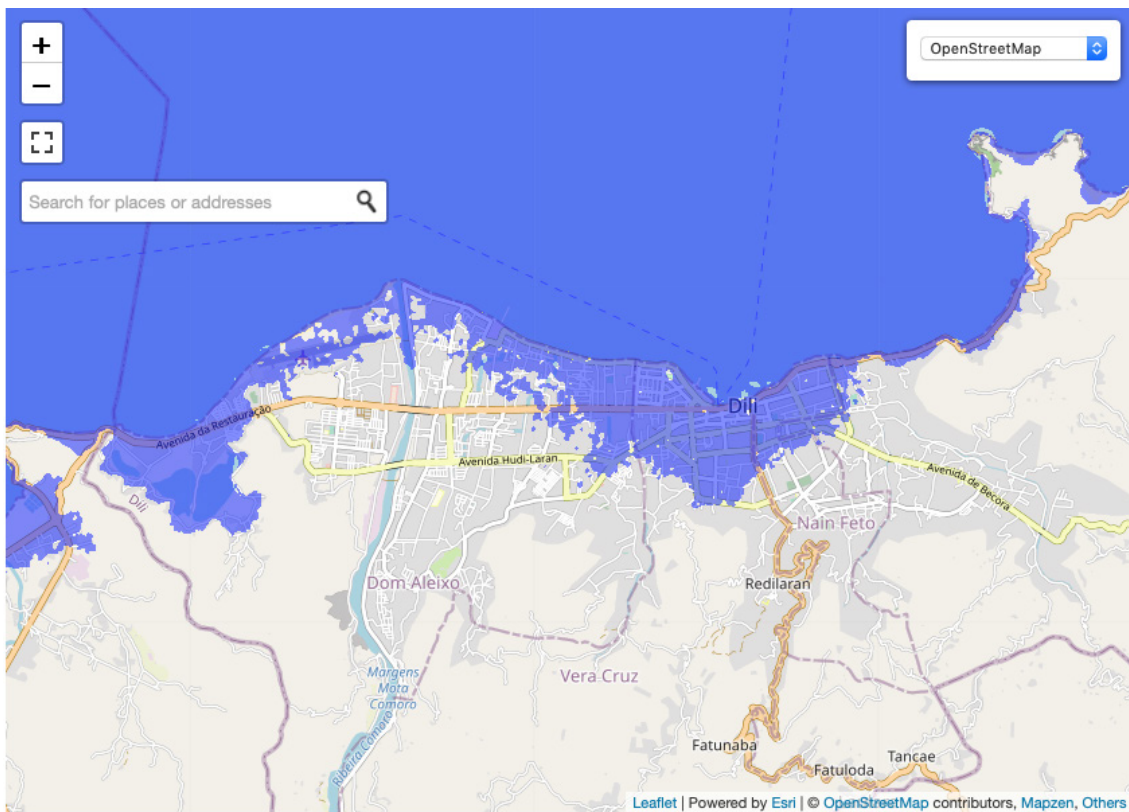 +
OpenStreetMap
−
Search for places or addresses
Dili
Avenida da Restauração
Avenida Hudi-Laran
Avenida de Becora
Dili
Nain Feto
Dom Aleixo
Redilaran
Vera Cruz
Margens
Mota
Comoro
Ribeira Comoro
Fatunaba
Tancae
Fatuloda
Leaflet | Powered by Esri | © OpenStreetMap contributors, Mapzen, Others